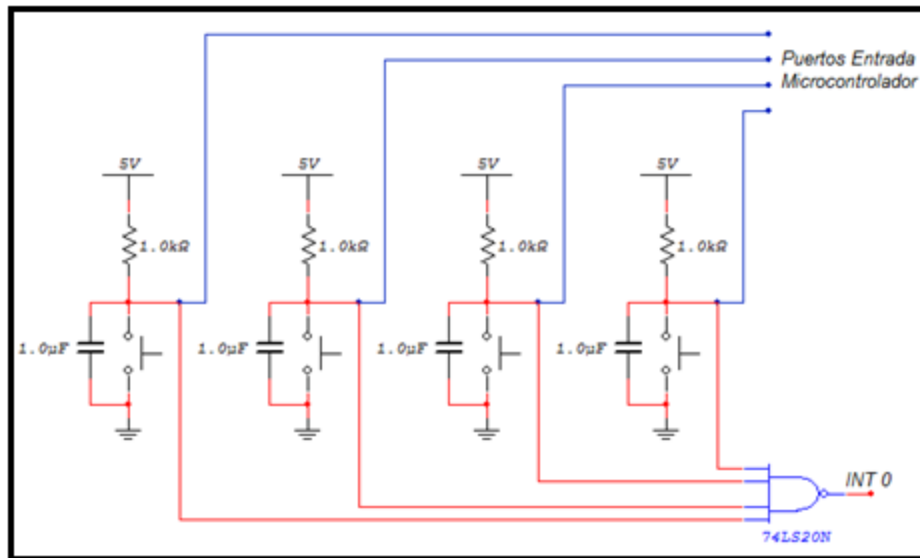 Puertos Entrada
Microcontrolador
5V
5V
5V
5V
1.0kΩ
1.0kΩ
1.0kΩ
1.0kΩ
1.0µF
1.0µF
1.0µF
1.0µF
INT 0
74LS20N